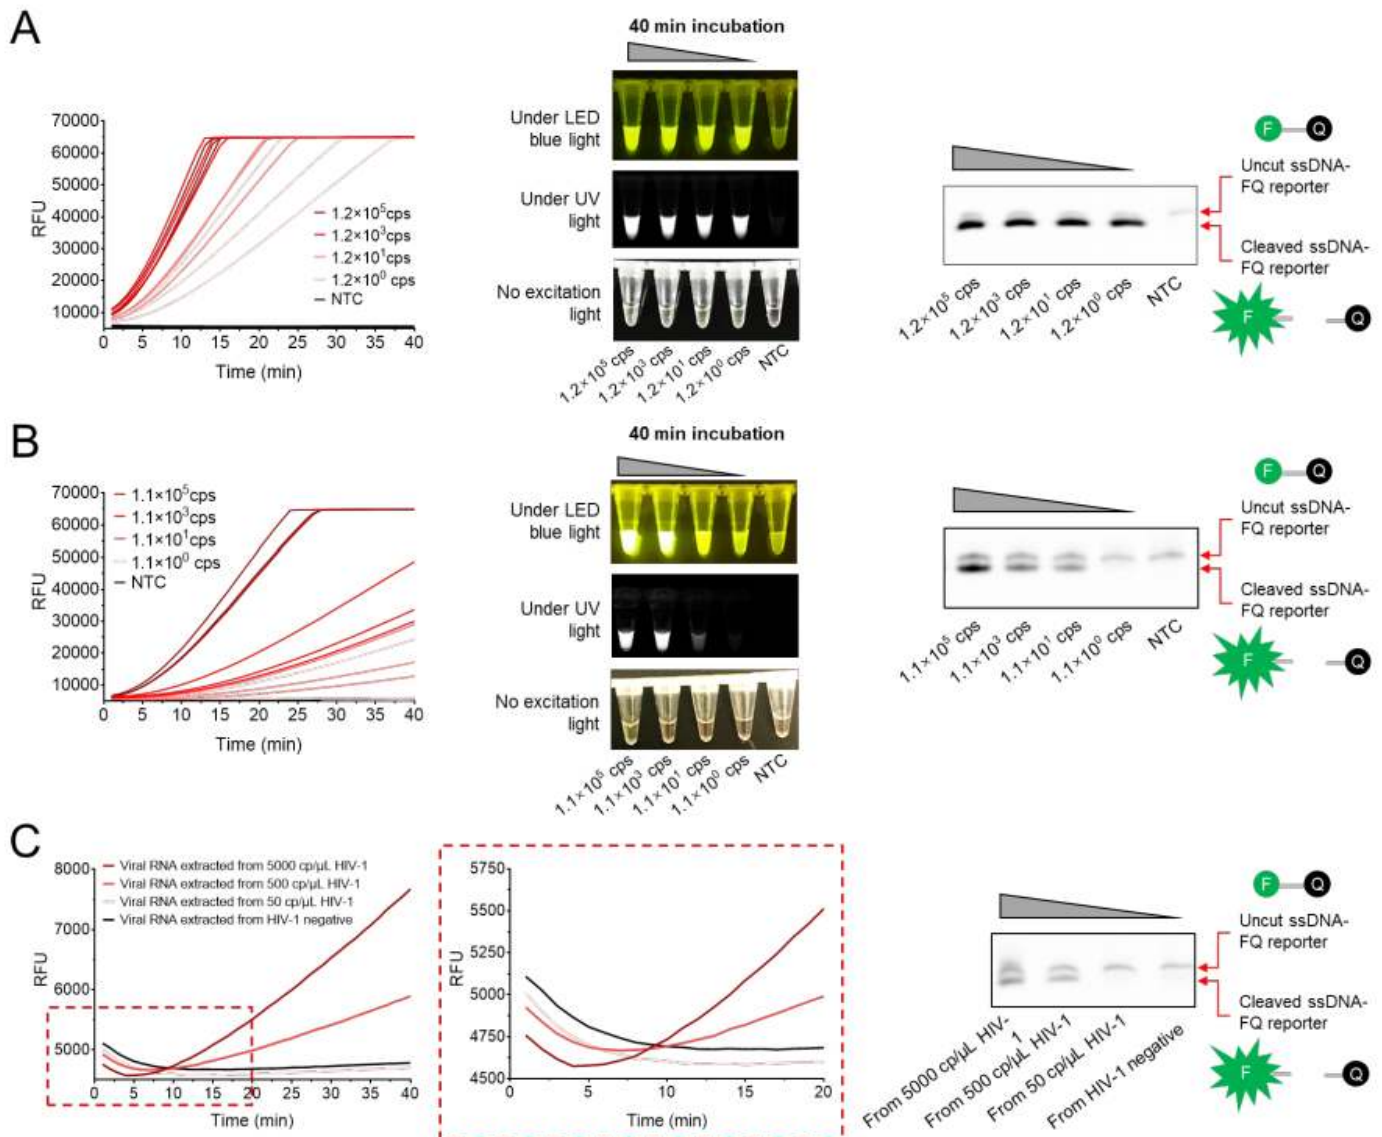 A
40 min incubation
Under LED
blue light
Under UV
light
No excitation
light
1.2×10⁵ cps
1.2×10³ cps
1.2×10¹ cps
1.2×10⁰ cps
NTC
70000
60000
50000
40000
30000
20000
10000
RFU
1.2×10⁵cps
1.2×10³cps
1.2×10¹cps
1.2×10⁰ cps
NTC
0 5 10 15 20 25 30 35 40
Time (min)
F Q
Uncut ssDNA-
FQ reporter
Cleaved ssDNA-
FQ reporter
F Q
1.2×10⁵ cps
1.2×10³ cps
1.2×10¹ cps
1.2×10⁰ cps
NTC
B
40 min incubation
Under LED
blue light
Under UV
light
No excitation
light
1.1×10⁵ cps
1.1×10³ cps
1.1×10¹ cps
1.1×10⁰ cps
NTC
70000
60000
50000
40000
30000
20000
10000
RFU
1.1×10⁵cps
1.1×10³cps
1.1×10¹cps
1.1×10⁰ cps
NTC
0 5 10 15 20 25 30 35 40
Time (min)
F Q
Uncut ssDNA-
FQ reporter
Cleaved ssDNA-
FQ reporter
F Q
1.1×10⁵ cps
1.1×10³ cps
1.1×10¹ cps
1.1×10⁰ cps
NTC
C
8000
7000
6000
5000
RFU
Viral RNA extracted from 5000 cp/μL HIV-1
Viral RNA extracted from 500 cp/μL HIV-1
Viral RNA extracted from 50 cp/μL HIV-1
Viral RNA extracted from HIV-1 negative
0 5 10 15 20 25 30 35 40
Time (min)
5750
5500
5250
5000
4750
4500
RFU
0 5 10 15 20
Time (min)
F Q
Uncut ssDNA-
FQ reporter
Cleaved ssDNA-
FQ reporter
F Q
From 5000 cp/μL HIV-
1
From 500 cp/μL HIV-1
From 50 cp/μL HIV-1
From HIV-1 negative